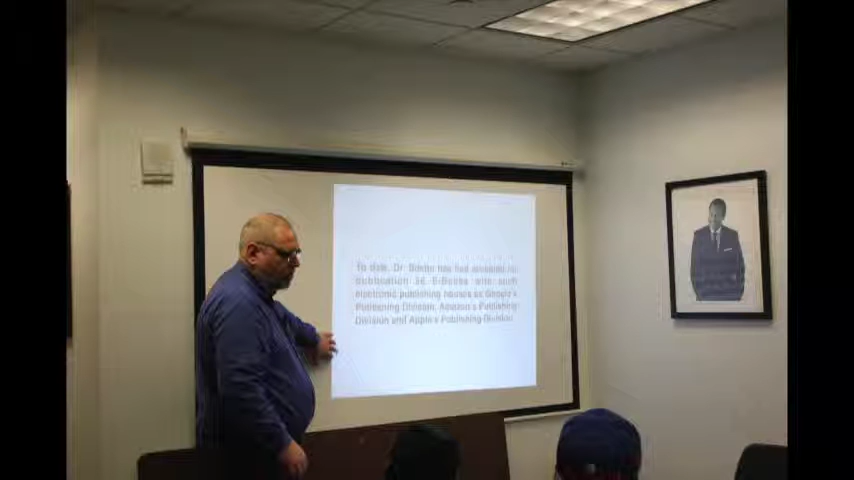 To date, Dr. has had accepted for
publication 36 E-Books with such
electronic publishing houses as Google's
Publishing Division, Amazon's Publishing
Division and Apple's Publishing Division.